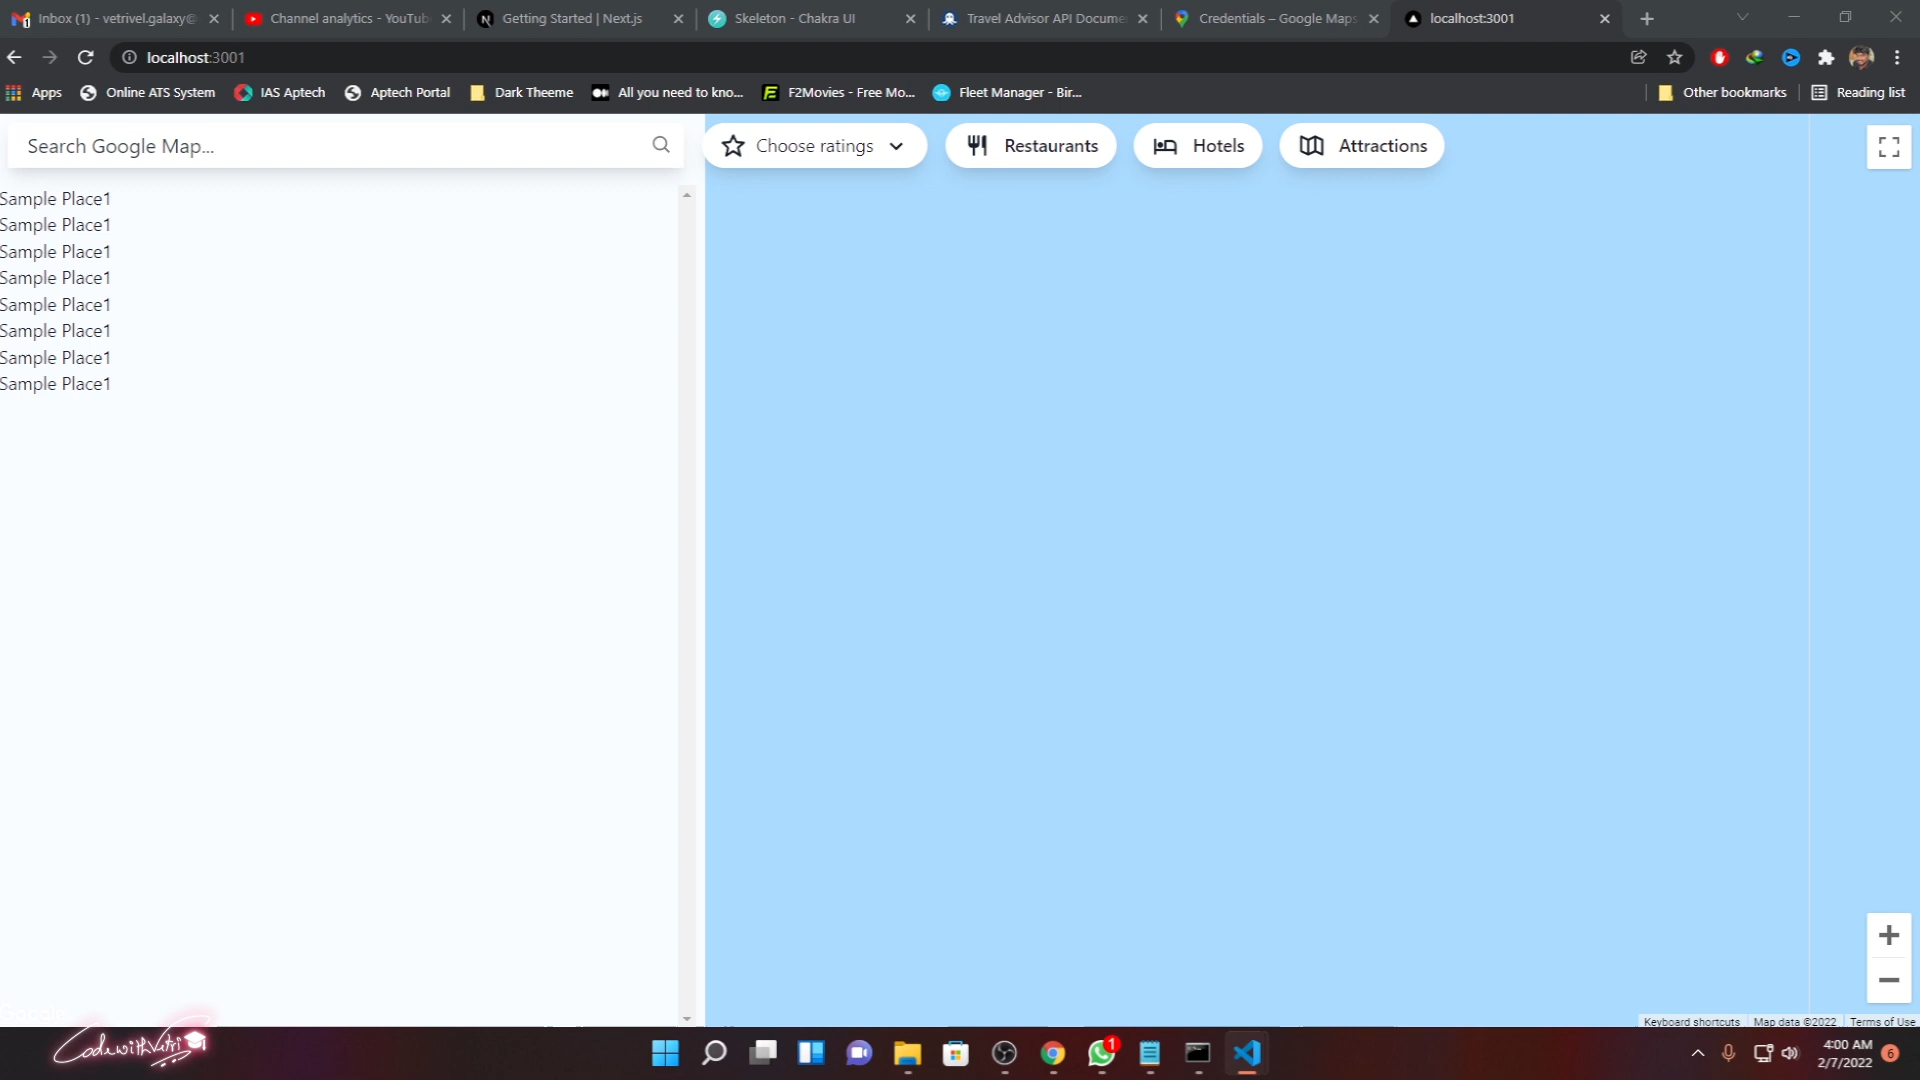 Inbox (1) - vetrivel.galaxy@
Channel analytics - YouTub
Getting Started | Next.js
Skeleton - Chakra UI
Travel Advisor API Docume
Credentials – Google Maps
localhost:3001
localhost:3001
Apps
Online ATS System
IAS Aptech
Aptech Portal
Dark Theeme
All you need to kno...
F2Movies - Free Mo...
Fleet Manager - Bir...
Other bookmarks
Reading list
Search Google Map...
Choose ratings
Restaurants
Hotels
Attractions
Sample Place1
Sample Place1
Sample Place1
Sample Place1
Sample Place1
Sample Place1
Sample Place1
Sample Place1
Keyboard shortcuts
Map data ©2022
Terms of Use
Google
CodewithVetri
1
4:00 AM
2/7/2022
6